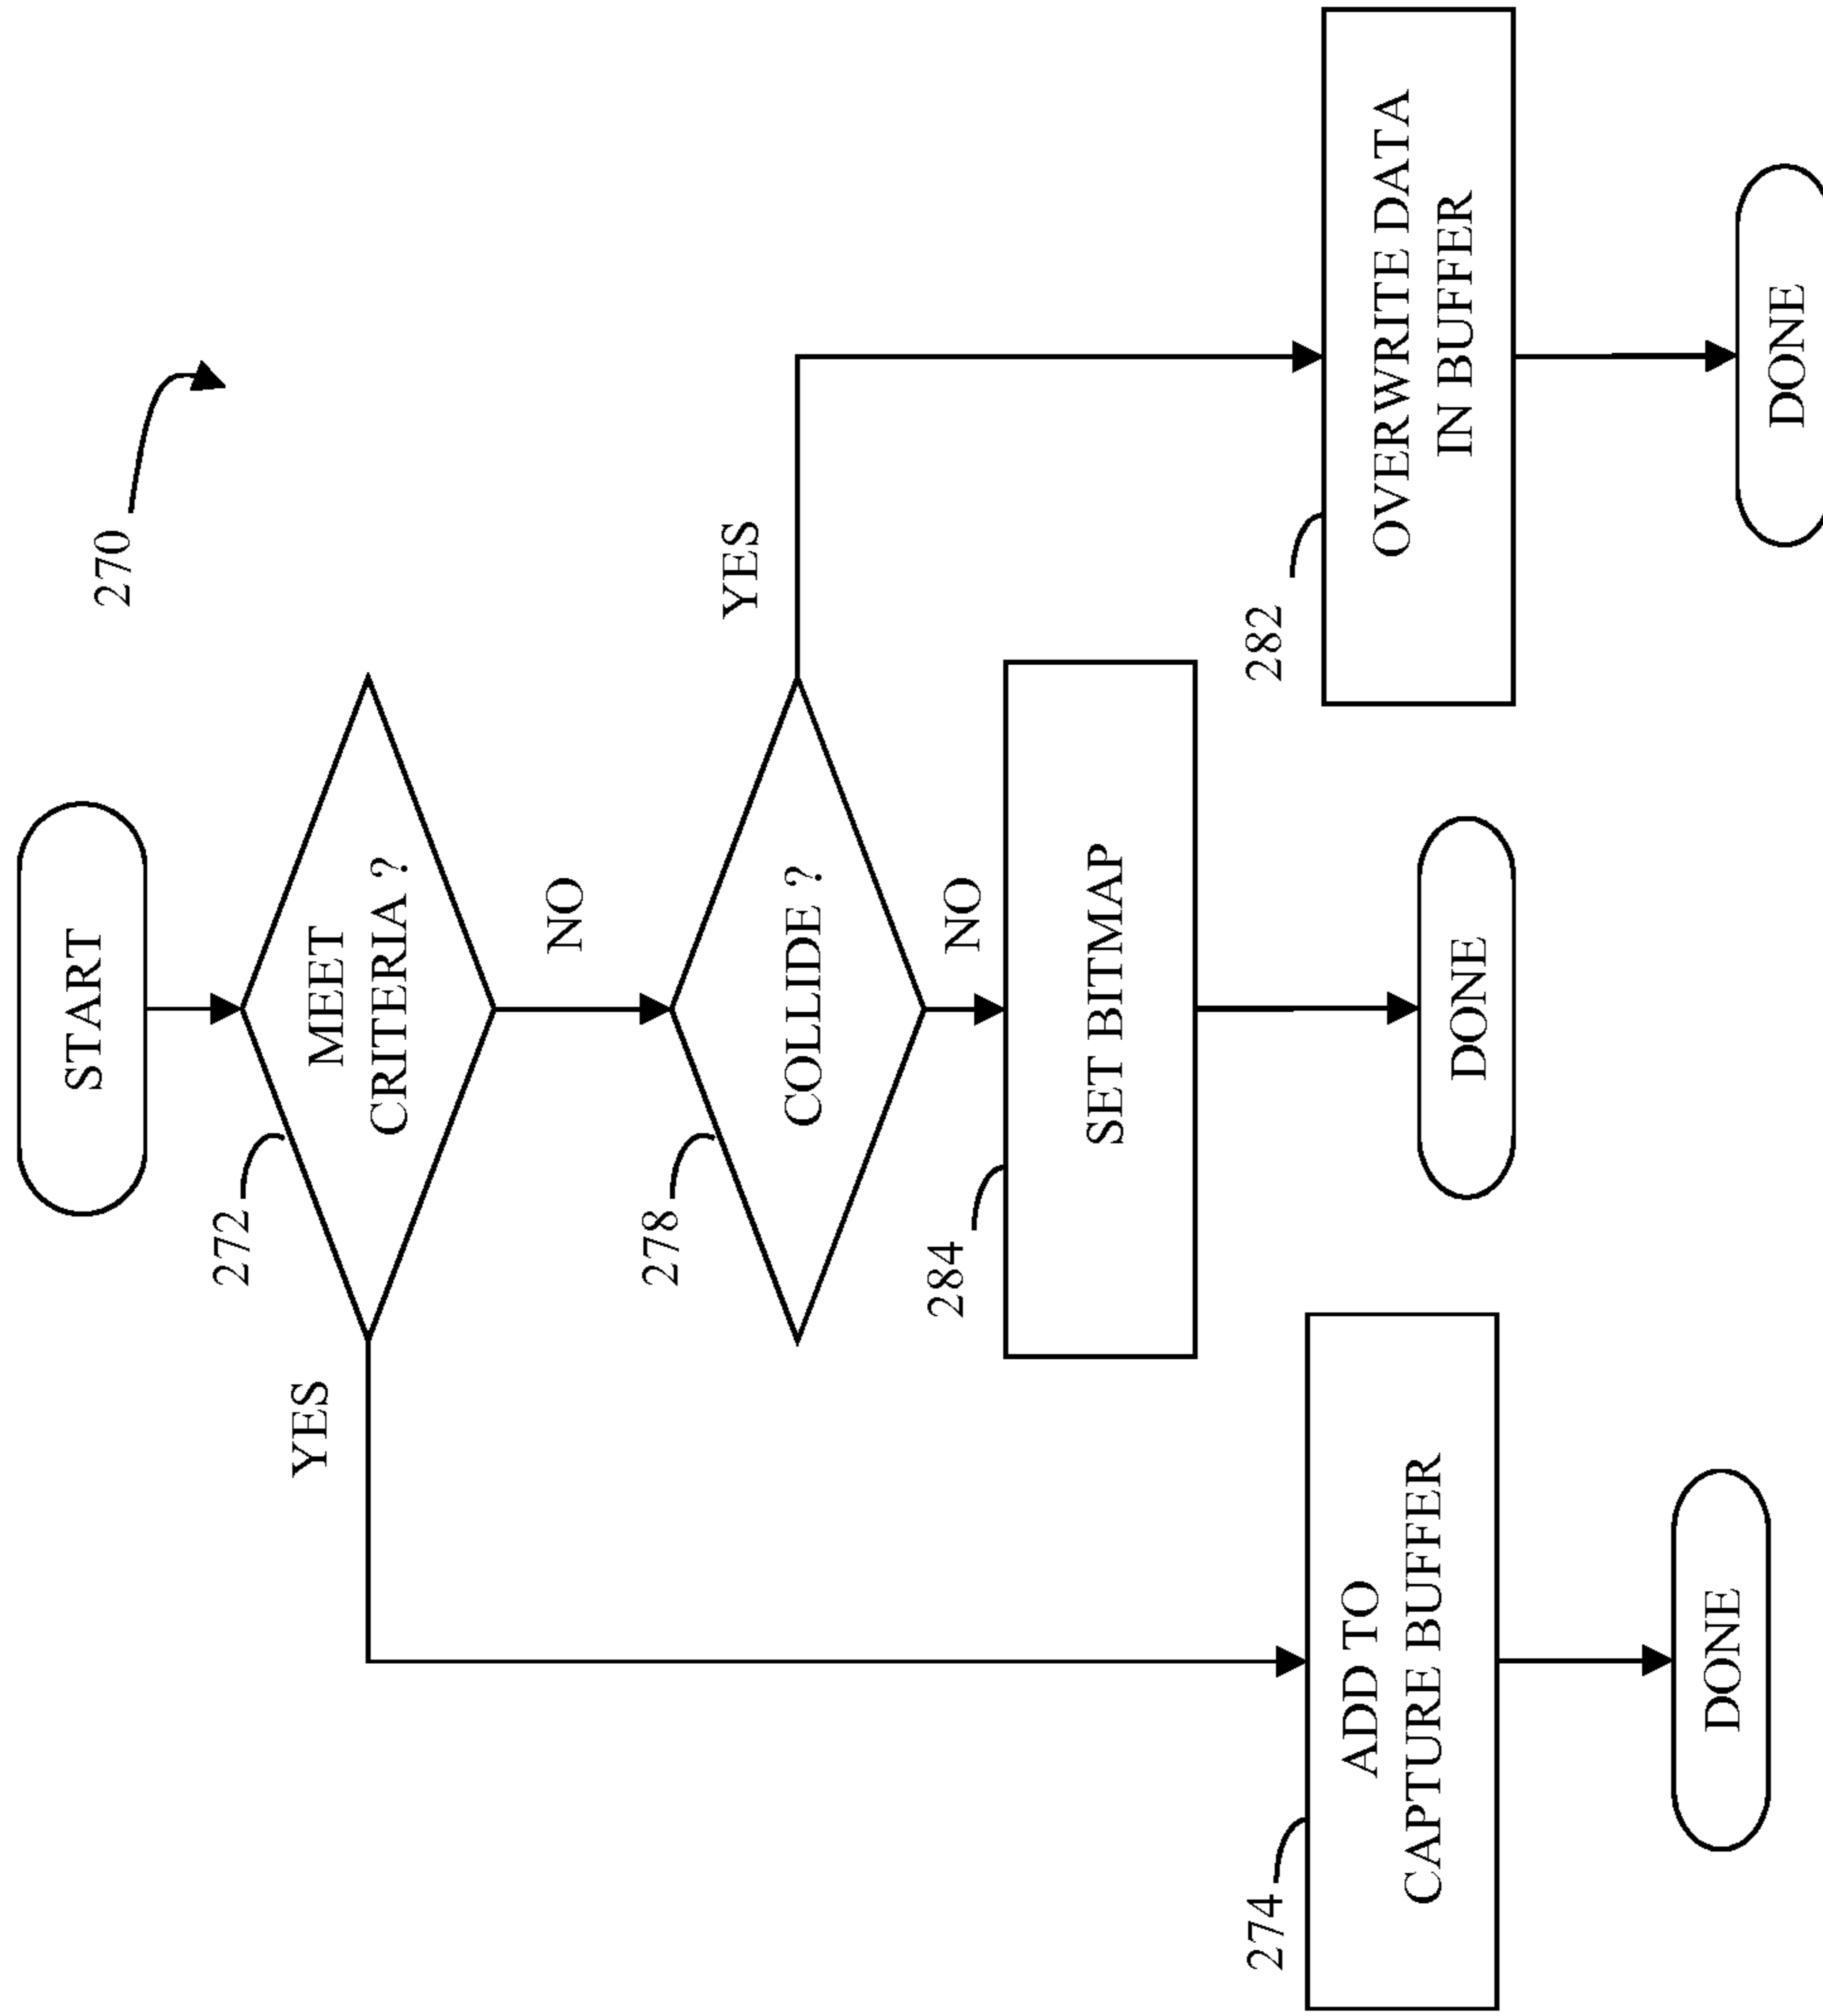 270
START
272
MEET
CRITERIA ?
YES
NO
278
COLLIDE ?
YES
NO
284
SET BITMAP
274
ADD TO
CAPTURE BUFFER
282
OVERWRITE DATA
IN BUFFER
DONE
DONE
DONE